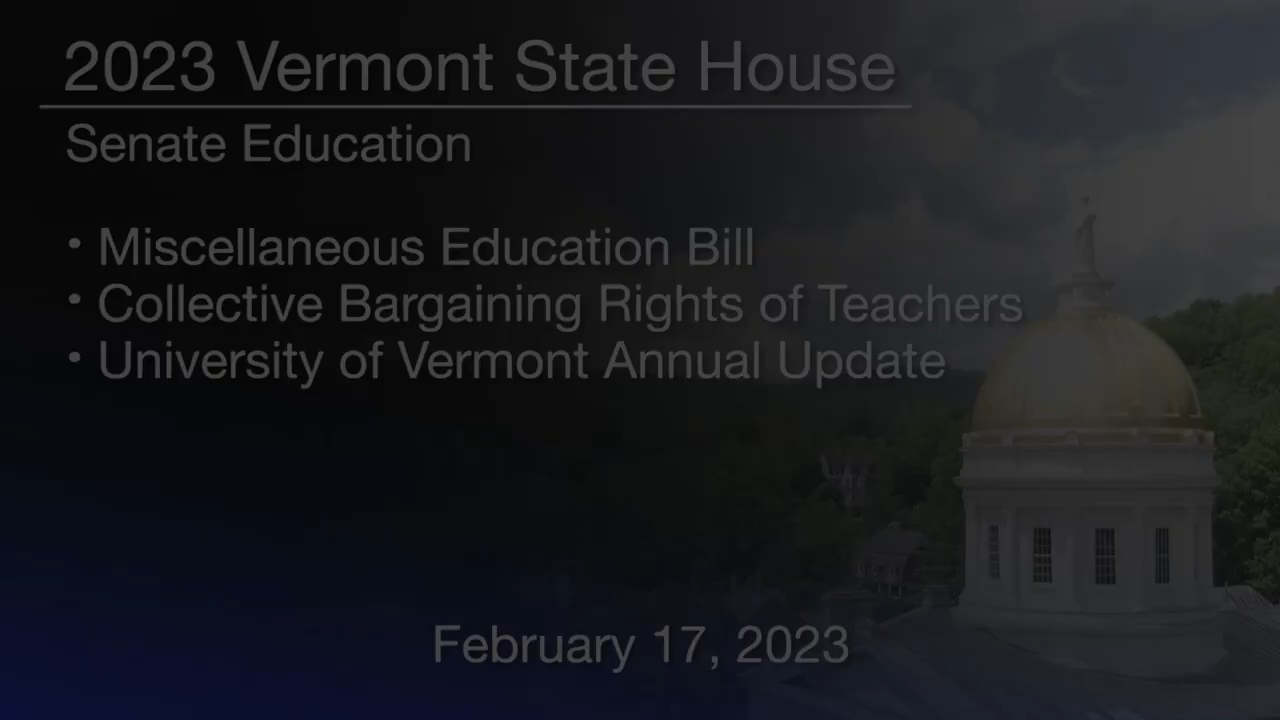 2023 Vermont State House
Senate Education
• Miscellaneous Education Bill
• Collective Bargaining Rights of Teachers
• University of Vermont Annual Update
February 17, 2023